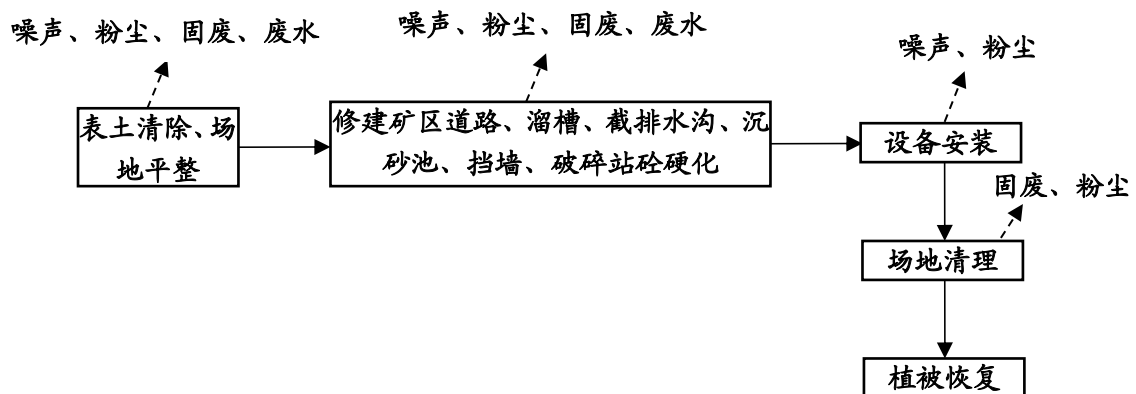 噪声、粉尘、固废、废水
噪声、粉尘、固废、废水
噪声、粉尘
表土清除、场
地平整
修建矿区道路、溜槽、截排水沟、沉
砂池、挡墙、破碎站砼硬化
设备安装
固废、粉尘
场地清理
植被恢复